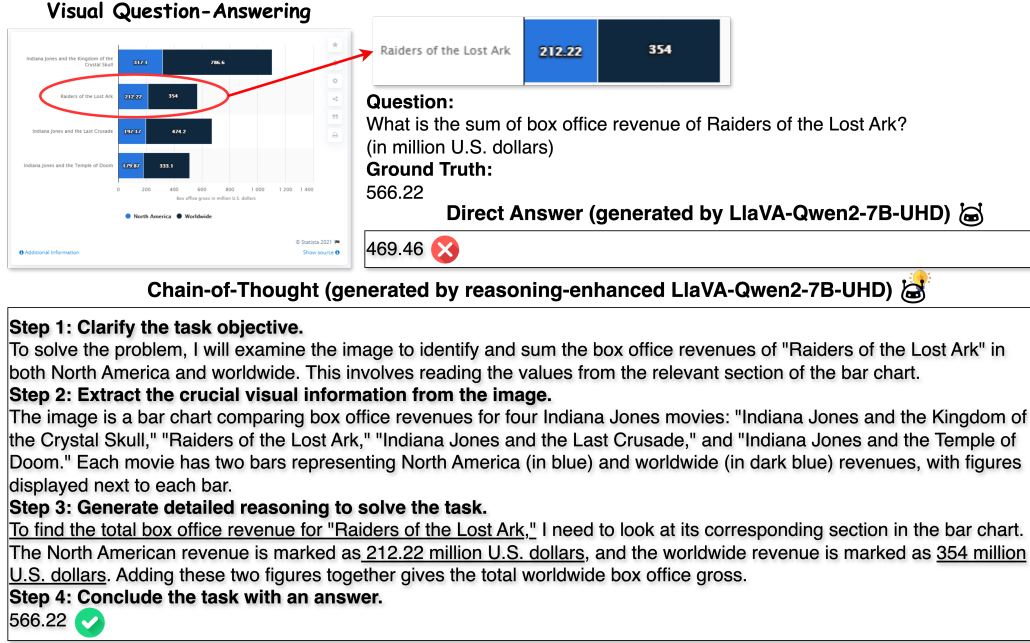 Visual Question-Answering
Indiana Jones and the Kingdom of the
Crystal Skull
317.1
786.6
Raiders of the Lost Ark
212.22
354
Indiana Jones and the Last Crusade
197.17
474.2
Indiana Jones and the Temple of Doom
179.87
333.1
0 200 400 600 800 1 000 1 200 1 400
Box office gross in million U.S. dollars
North America Worldwide
© Statista 2021
Additional Information
Show source
Raiders of the Lost Ark
212.22
354
Question:
What is the sum of box office revenue of Raiders of the Lost Ark?
(in million U.S. dollars)
Ground Truth:
566.22
Direct Answer (generated by LlaVA-Qwen2-7B-UHD)
469.46
Chain-of-Thought (generated by reasoning-enhanced LlaVA-Qwen2-7B-UHD)
Step 1: Clarify the task objective.
To solve the problem, I will examine the image to identify and sum the box office revenues of "Raiders of the Lost Ark" in
both North America and worldwide. This involves reading the values from the relevant section of the bar chart.
Step 2: Extract the crucial visual information from the image.
The image is a bar chart comparing box office revenues for four Indiana Jones movies: "Indiana Jones and the Kingdom of
the Crystal Skull," "Raiders of the Lost Ark," "Indiana Jones and the Last Crusade," and "Indiana Jones and the Temple of
Doom." Each movie has two bars representing North America (in blue) and worldwide (in dark blue) revenues, with figures
displayed next to each bar.
Step 3: Generate detailed reasoning to solve the task.
To find the total box office revenue for "Raiders of the Lost Ark," I need to look at its corresponding section in the bar chart.
The North American revenue is marked as 212.22 million U.S. dollars, and the worldwide revenue is marked as 354 million
U.S. dollars. Adding these two figures together gives the total worldwide box office gross.
Step 4: Conclude the task with an answer.
566.22